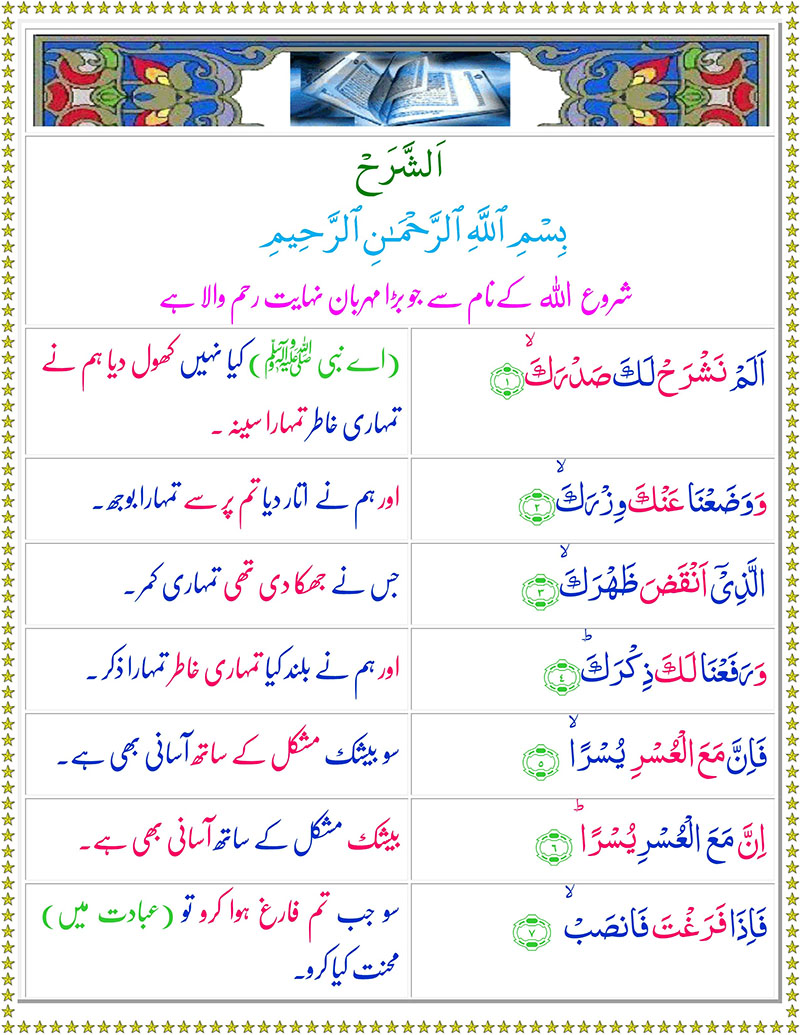 اَلشَّرَحْ
بِسْمِ ٱللَّهِ ٱلرَّحْمَـٰنِ ٱلرَّحِيمِ
شروع اللہ کے نام سے جو بڑا مہربان نہایت رحم والا ہے
اَلَمْ نَشْرَحْ لَكَ صَدْرَكَ ۙ ﴿١﴾
(اے نبی ﷺ) کیا نہیں کھول دیا ہم نے
تمہاری خاطر تمہارا سینہ ۔
وَوَضَعْنَا عَنْكَ وِزْرَكَ ۙ ﴿٢﴾
اور ہم نے اتار دیا تم پر سے تمہارا بوجھ ۔
الَّذِيْٓ اَنْقَضَ ظَهْرَكَ ۙ ﴿٣﴾
جس نے جھکا دی تھی تمہاری کمر ۔
وَرَفَعْنَا لَكَ ذِكْرَكَ ؕ ﴿٤﴾
اور ہم نے بلند کیا تمہاری خاطر تمہارا ذکر ۔
فَاِنَّ مَعَ الْعُسْرِ يُسْرًا ۙ ﴿٥﴾
سو بیشک مشکل کے ساتھ آسانی بھی ہے ۔
اِنَّ مَعَ الْعُسْرِ يُسْرًا ؕ ﴿٦﴾
بیشک مشکل کے ساتھ آسانی بھی ہے ۔
فَاِذَا فَرَغْتَ فَانصَبْ ۙ ﴿٧﴾
سو جب تم فارغ ہوا کرو تو (عبادت میں)
محنت کیا کرو۔